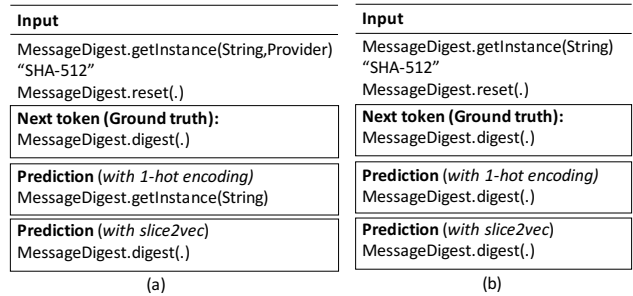 Input
MessageDigest.getInstance(String,Provider)
“SHA-512”
MessageDigest.reset(.)
Next token (Ground truth):
MessageDigest.digest(.)
Prediction (with 1-hot encoding)
MessageDigest.getInstance(String)
Prediction (with slice2vec)
MessageDigest.digest(.)
(a)
Input
MessageDigest.getInstance(String)
“SHA-512”
MessageDigest.reset(.)
Next token (Ground truth):
MessageDigest.digest(.)
Prediction (with 1-hot encoding)
MessageDigest.digest(.)
Prediction (with slice2vec)
MessageDigest.digest(.)
(b)